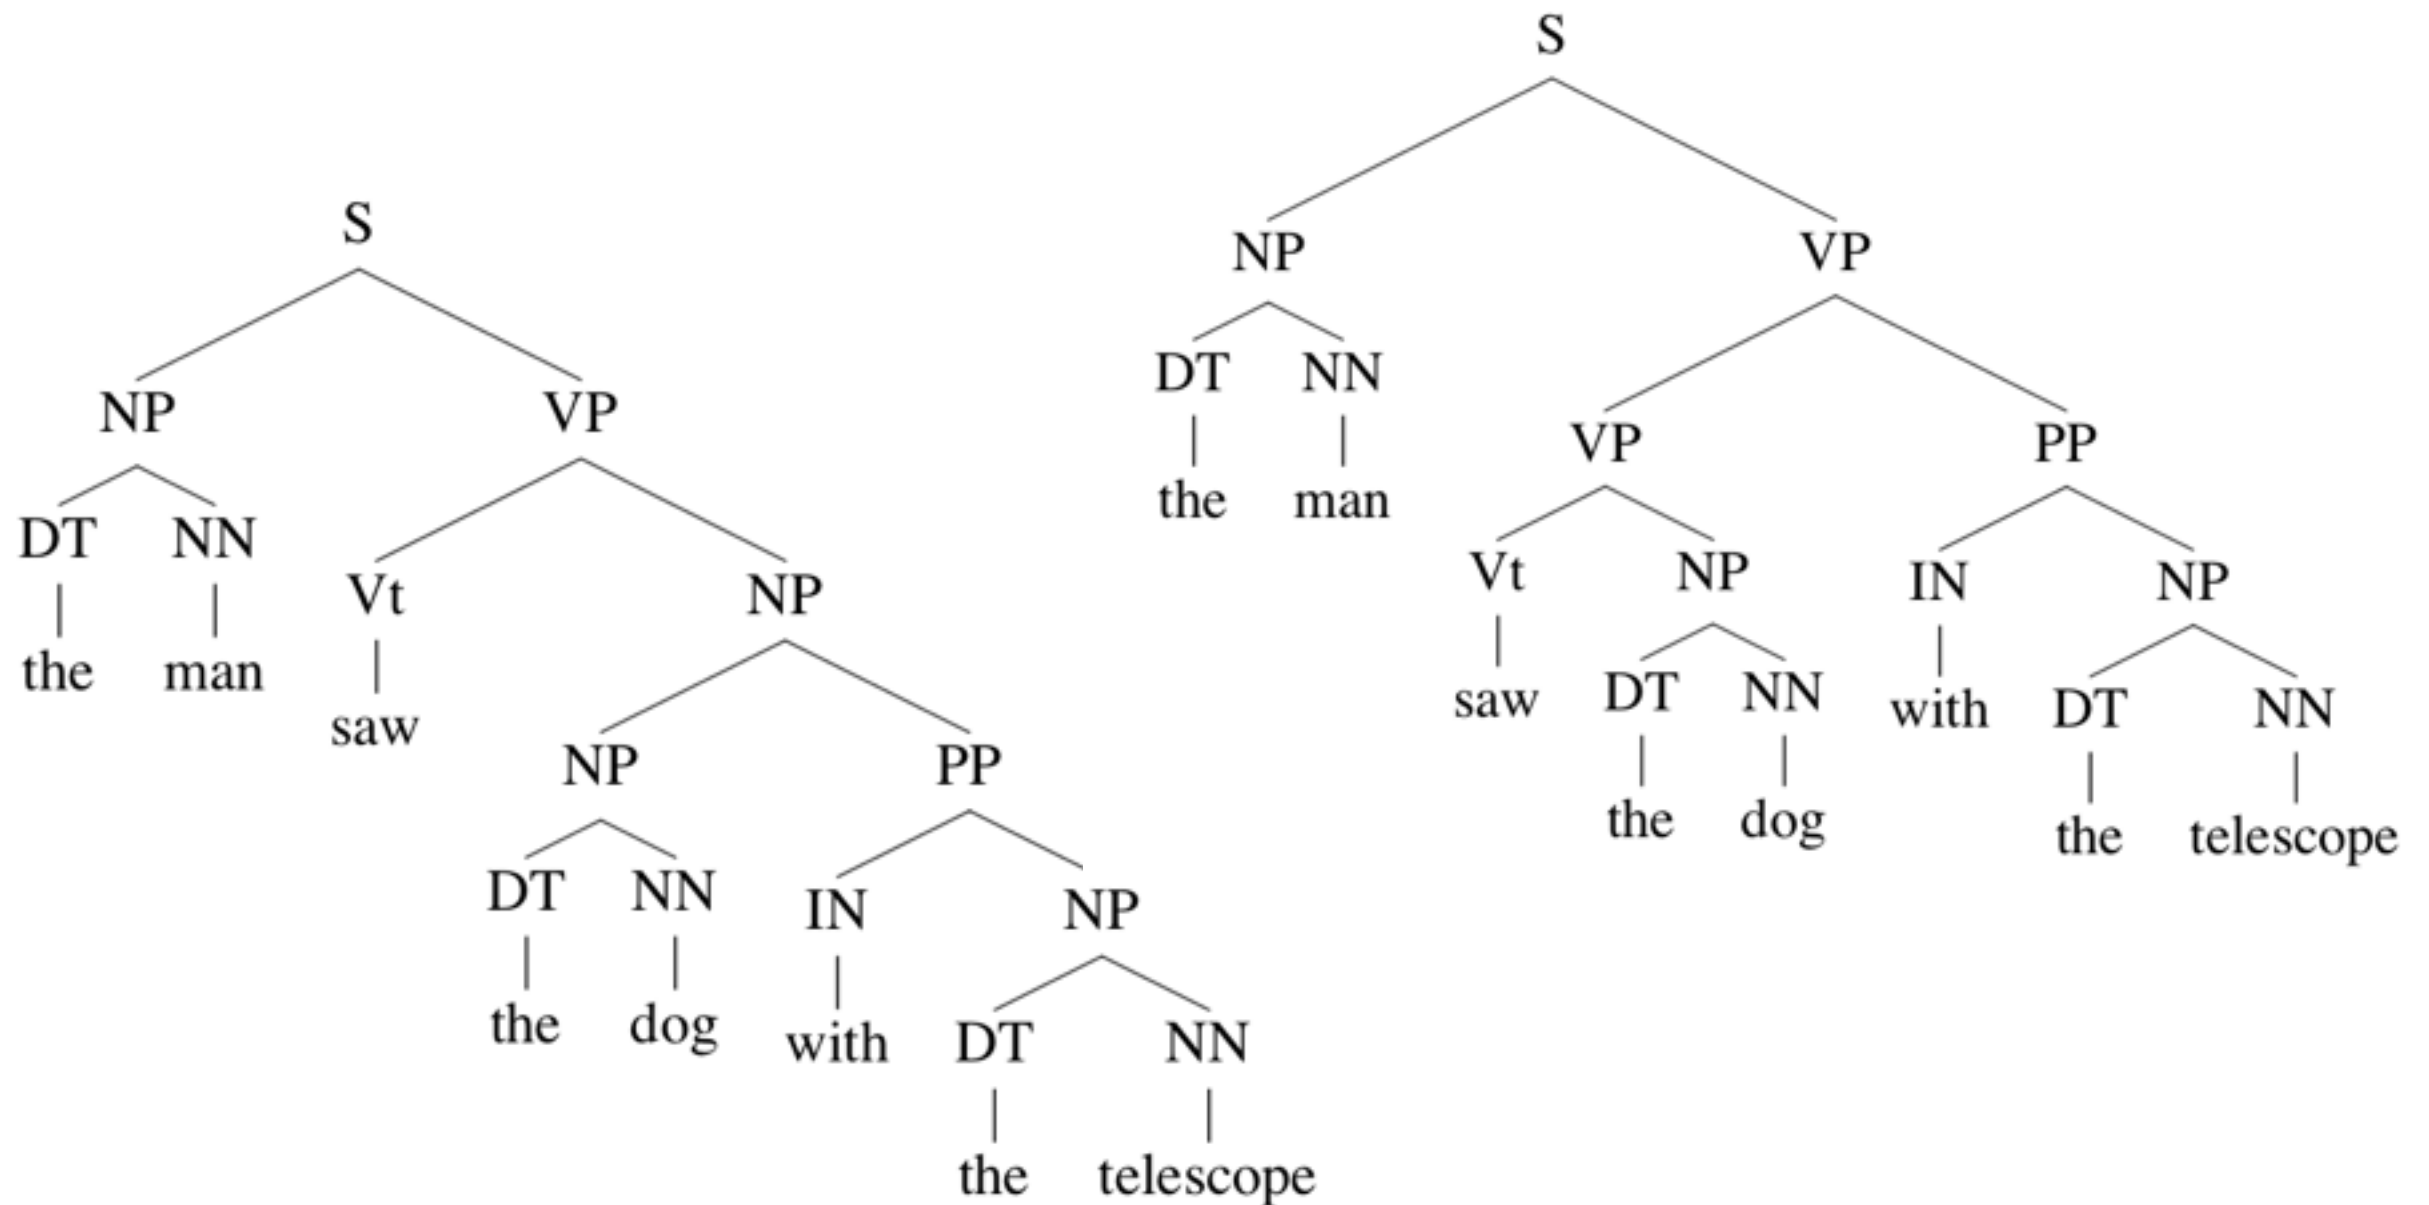 S
NP VP
DT NN Vt NP
the man saw
NP PP
DT NN IN NP
the dog with DT NN
the telescope
S
NP VP
DT NN VP PP
the man Vt NP IN NP
saw DT NN with DT NN
the dog the telescope